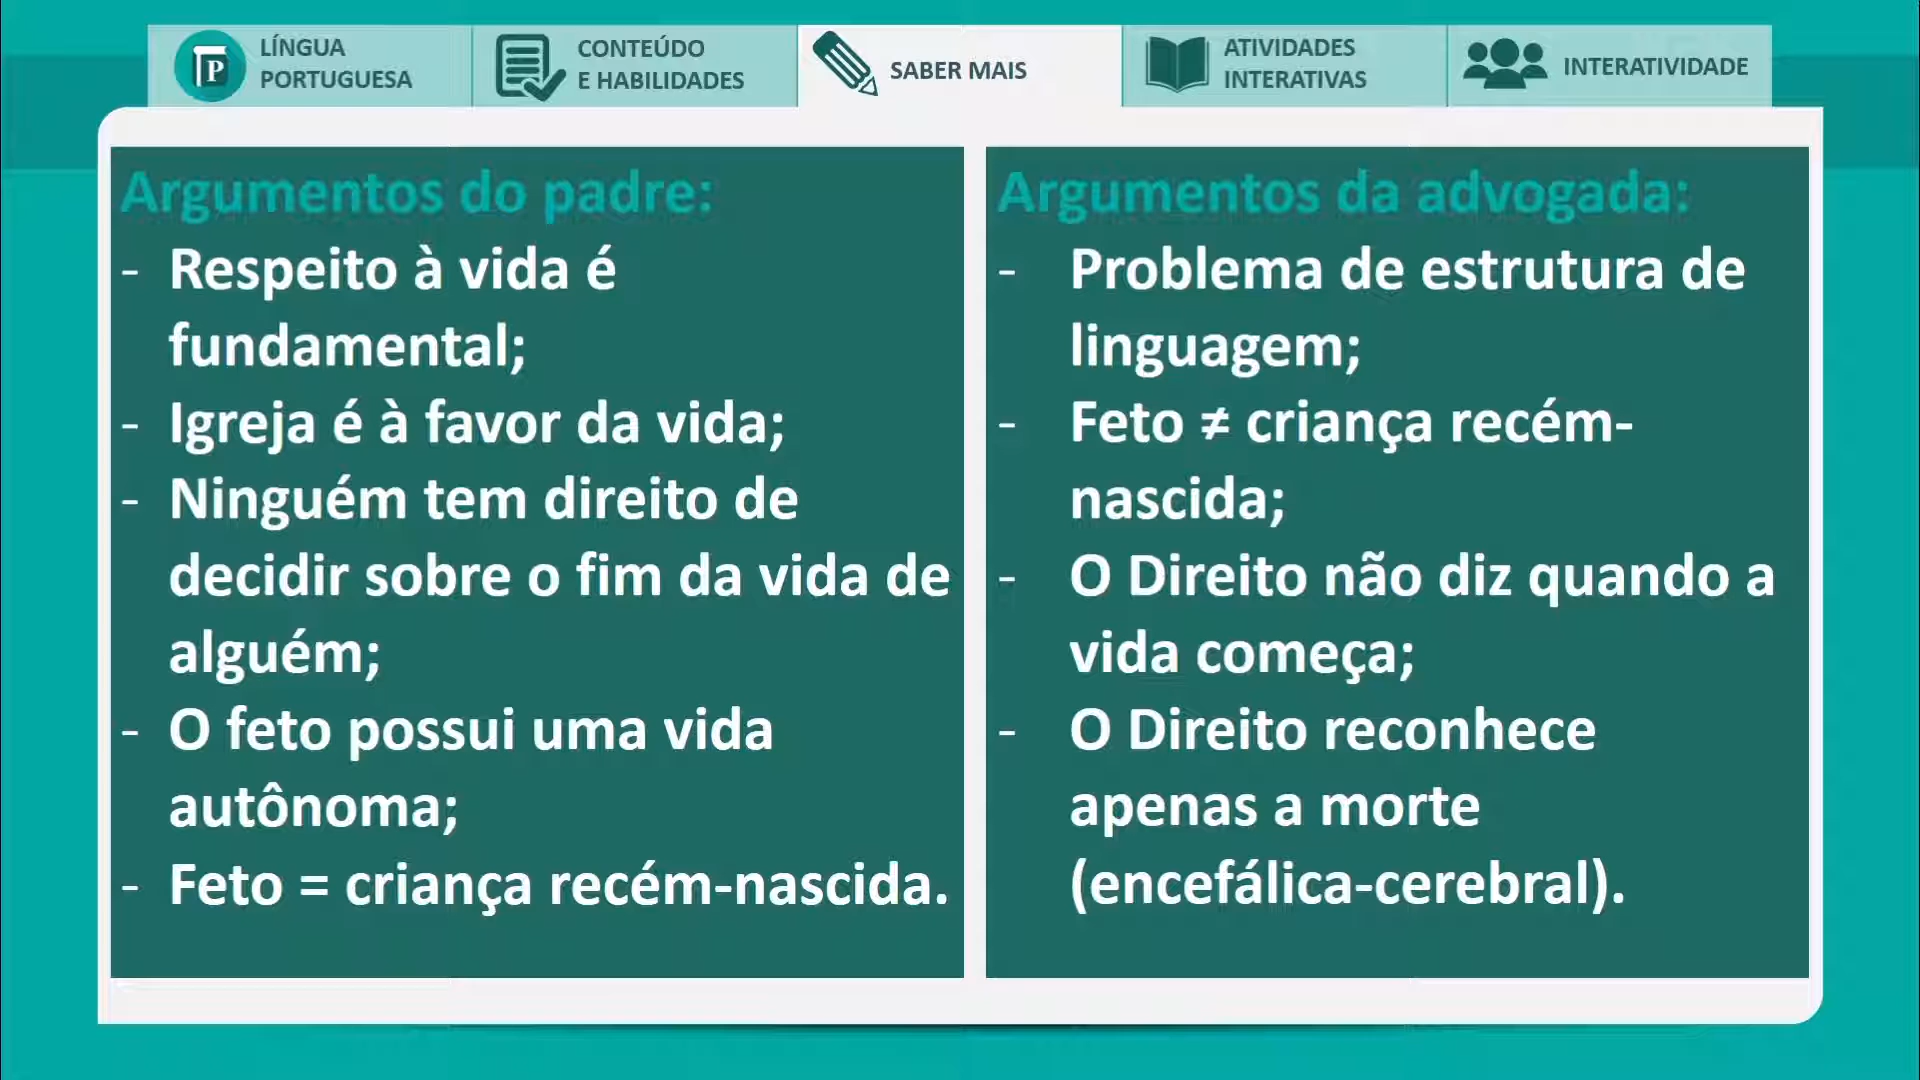 LÍNGUA
PORTUGUESA
CONTEÚDO
E HABILIDADES
SABER MAIS
ATIVIDADES
INTERATIVAS
INTERATIVIDADE
P
Argumentos do padre:
- Respeito à vida é
fundamental;
- Igreja é à favor da vida;
- Ninguém tem direito de
decidir sobre o fim da vida de
alguém;
- O feto possui uma vida
autônoma;
- Feto = criança recém-nascida.
Argumentos da advogada:
- Problema de estrutura de
linguagem;
- Feto ≠ criança recém-
nascida;
- O Direito não diz quando a
vida começa;
- O Direito reconhece
apenas a morte
(encefálica-cerebral).